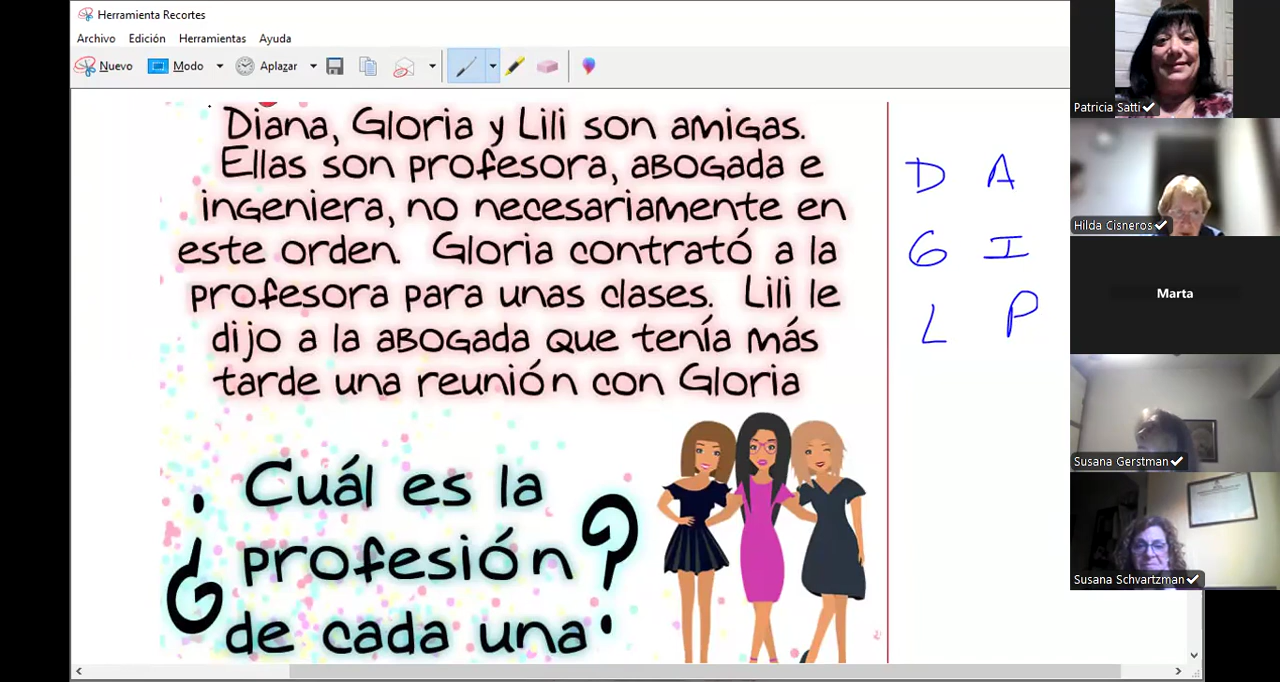 Herramienta Recortes
Archivo Edición Herramientas Ayuda
Nuevo Modo Aplazar
Diana, Gloria y Lili son amigas.
Ellas son profesora, abogada e
ingeniera, no necesariamente en
este orden. Gloria contrató a la
profesora para unas clases. Lili le
dijo a la abogada que tenía más
tarde una reunión con Gloria
¿Cuál es la
profesión
de cada una?
D A
G I
L P
Patricia Satti
Hilda Cisneros
Marta
Susana Gerstman
Susana Schvartzman